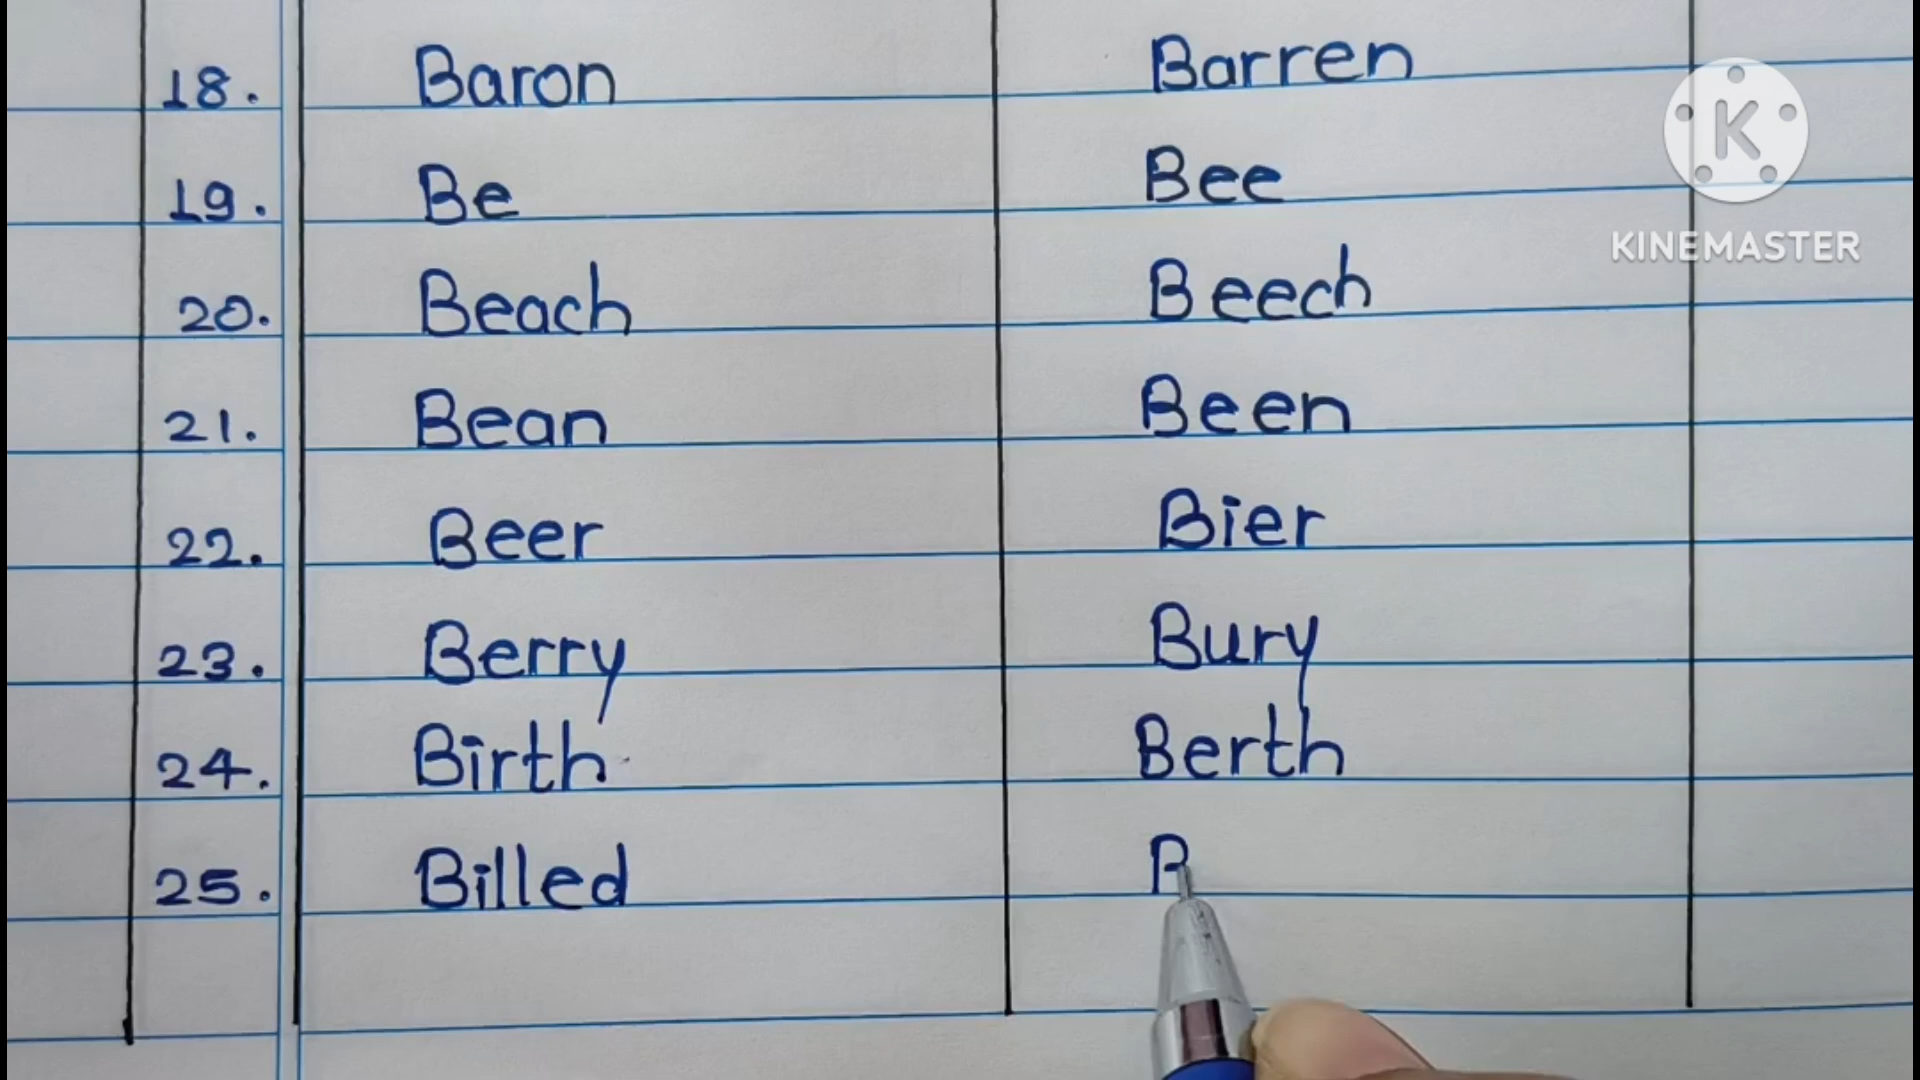 18. Baron Barren
19. Be Bee
20. Beach Beech
21. Bean Been
22. Beer Bier
23. Berry Bury
24. Birth Berth
25. Billed B
K
KINEMASTER